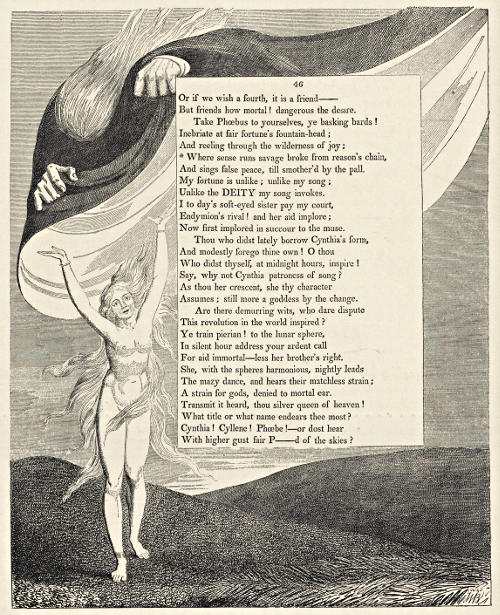 46
Or if we wish a fourth, it is a friend——
But friends how mortal! dangerous the desire.
Take Phœbus to yourselves, ye basking bards!
Inebriate at fair fortune's fountain-head;
And reeling through the wilderness of joy;
* Where sense runs savage broke from reason's chain,
And sings false peace, till smother'd by the pall.
My fortune is unlike; unlike my song;
Unlike the DEITY my song invokes.
I to day's soft-eyed sister pay my court,
Endymion's rival! and her aid implore;
Now first implored in succour to the muse.
Thou who didst lately borrow Cynthia's form,
And modestly forego thine own! O thou
Who didst thyself, at midnight hours, inspire!
Say, why not Cynthia patroness of song?
As thou her crescent, she thy character
Assumes; still more a goddess by the change.
Are there demurring wits, who dare dispute
This revolution in the world inspired?
Ye train pierian! to the lunar sphere,
In silent hour address your ardent call
For aid immortal—less her brother's right.
She, with the spheres harmonious, nightly leads
The mazy dance, and hears their matchless strain;
A strain for gods, denied to mortal ear.
Transmit it heard, thou silver queen of heaven!
What title or what name endears thee most?
Cynthia! Cyllene! Phœbe!—or dost hear
With higher gust fair P——d of the skies?